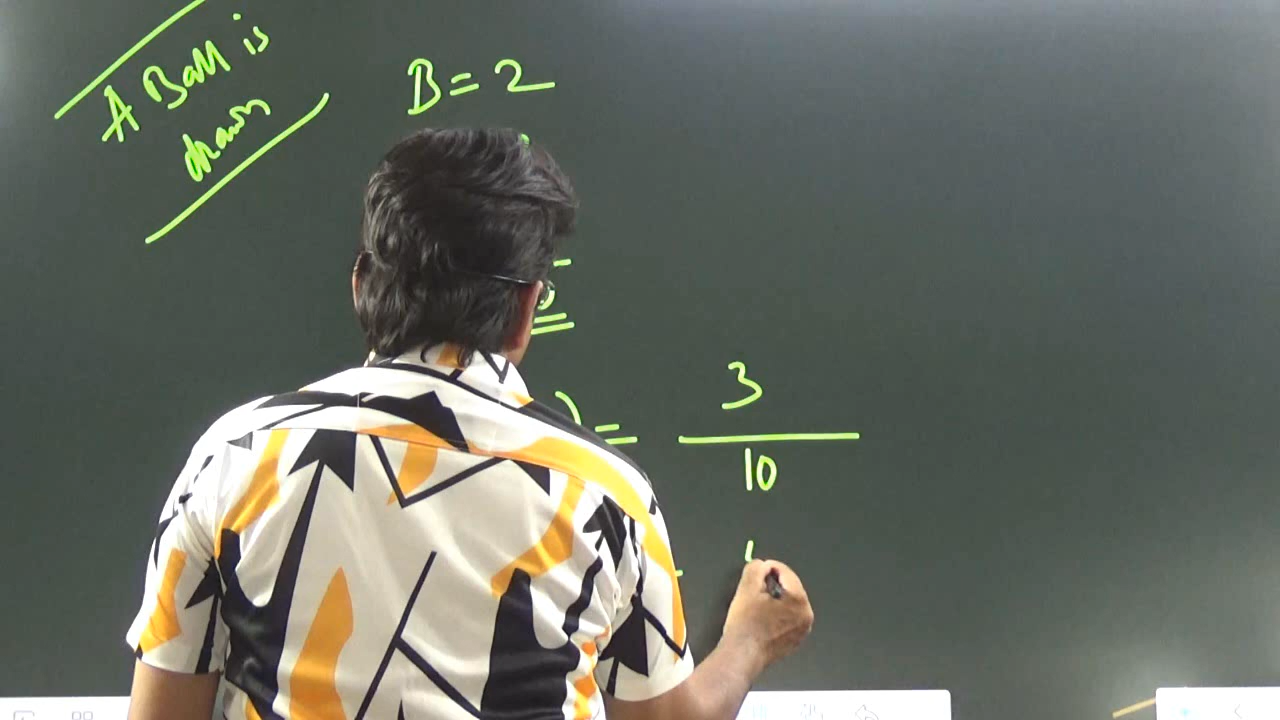 A Ball is
drawn
B = 2
) = 3
10